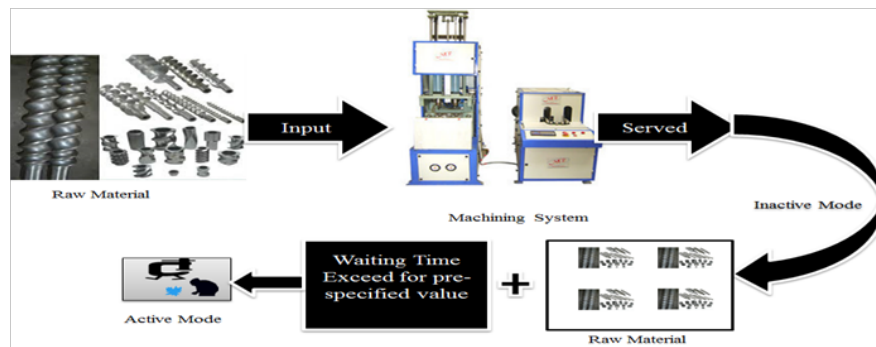 Raw Material
Input
Machining System
Served
Inactive Mode
Raw Material
+
Waiting Time
Exceed for pre-
specified value
Active Mode